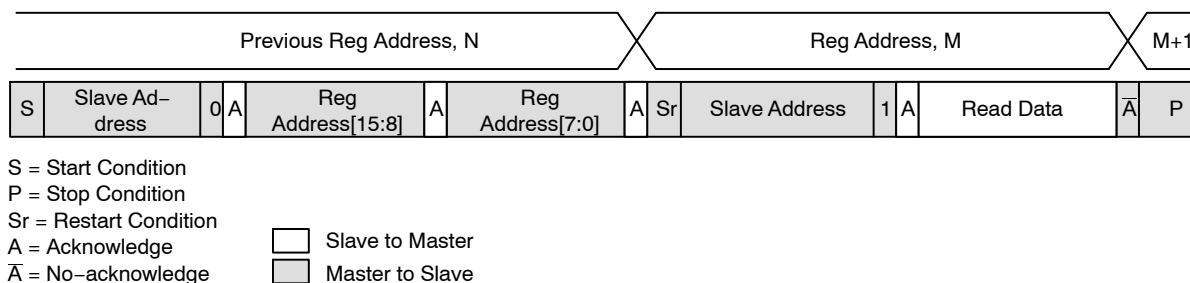 Previous Reg Address, N Reg Address, M M+1
S Slave Ad− 0 A Reg A Reg A Sr Slave Address 1 A Read Data A̅ P
dress Address[15:8] Address[7:0]
S = Start Condition
P = Stop Condition
Sr = Restart Condition
A = Acknowledge Slave to Master
A̅ = No−acknowledge Master to Slave